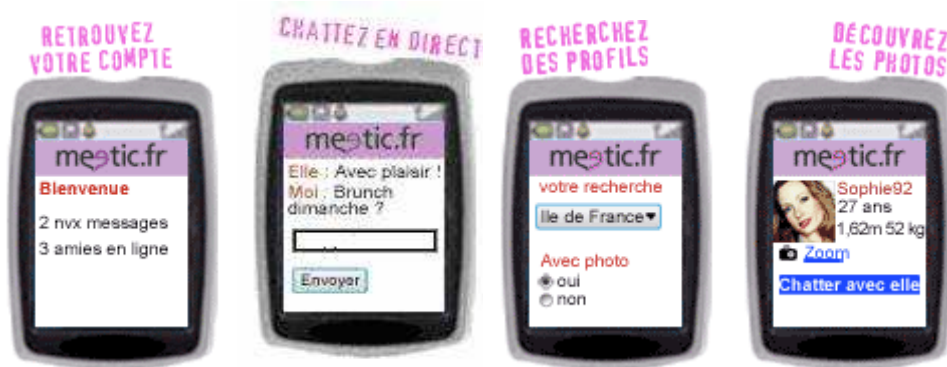 RETROUVEZ
VOTRE COMPTE
meetic.fr
Bienvenue
2 nvx messages
3 amies en ligne
CHATTEZ EN DIRECT
meetic.fr
Elle : Avec plaisir !
Moi : Brunch
dimanche ?
Envoyer
RECHERCHEZ
DES PROFILS
meetic.fr
votre recherche
Ile de France
Avec photo
oui
non
DÉCOUVREZ
LES PHOTOS
meetic.fr
Sophie92
27 ans
1,62m 52 kg
Zoom
Chatter avec elle